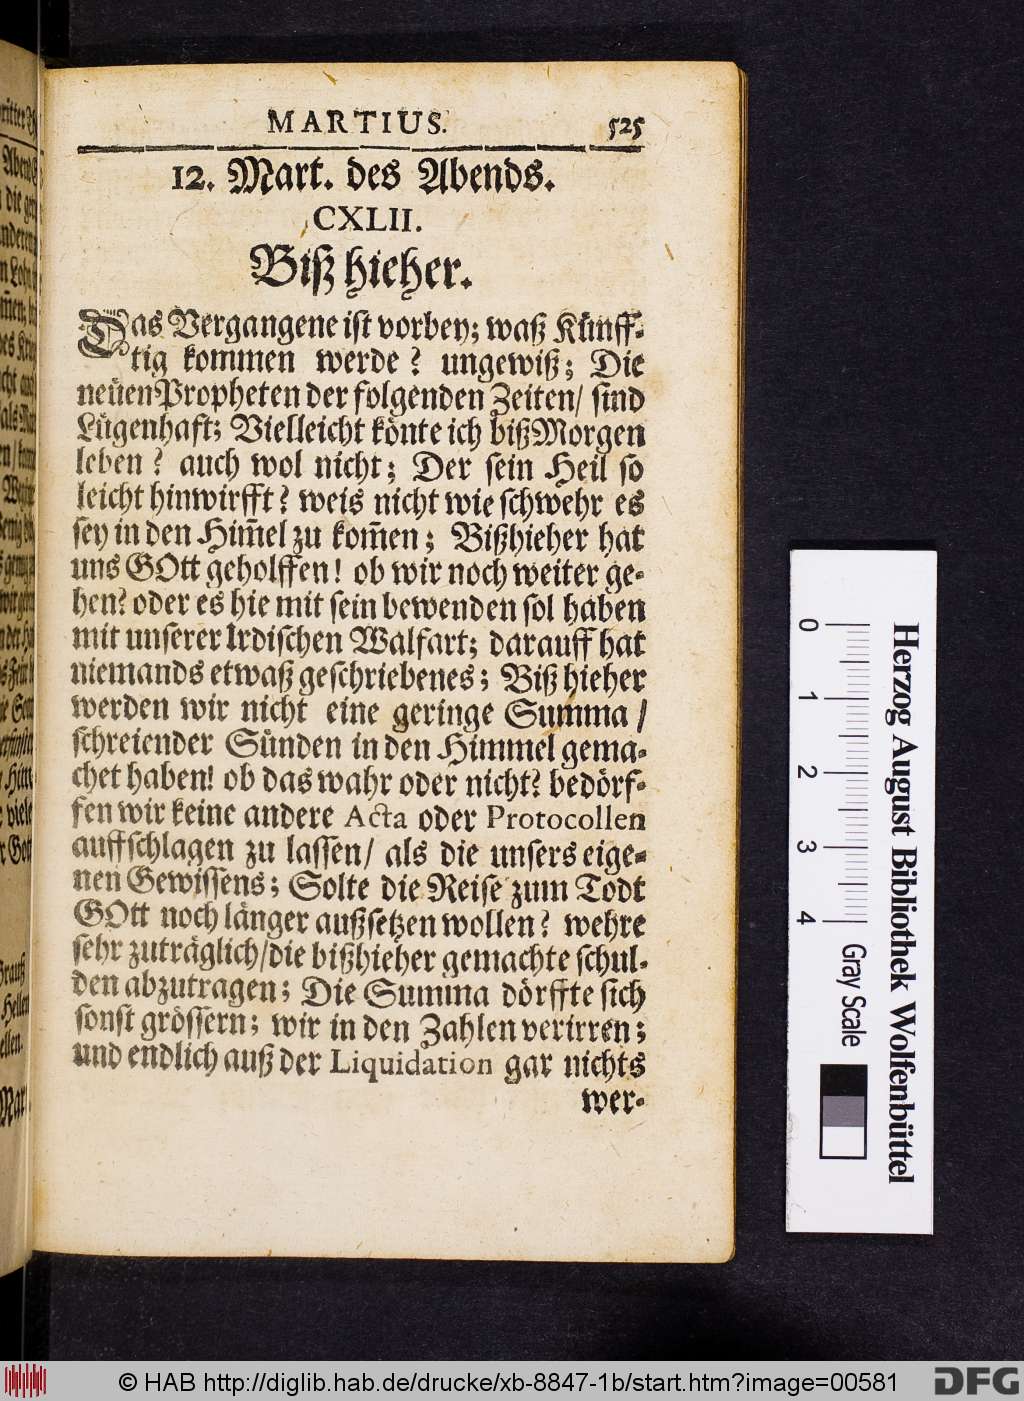 MARTIUS. 525
12. Mart. des Abends.
CXLII.
Biß hieher.
Das Vergangene ist vorbey; waß Künff-
tig kommen werde? ungewiß; Die
neüen Propheten der folgenden Zeiten/ sind
Lügenhaft; Vielleicht könte ich biß Morgen
leben? auch wol nicht; Der sein Heil so
leicht hinwirfft? weis nicht wie schwehr es
sey in den Him̄el zu kom̄en; Bißhieher hat
uns GOtt geholffen! ob wir noch weiter ge-
hen? oder es hie mit sein bewenden sol haben
mit unserer Irdischen Walfart; darauff hat
niemands etwaß geschriebenes; Biß hieher
werden wir nicht eine geringe Summa /
schreiender Sünden in den Himmel gema-
chet haben! ob das wahr oder nicht? bedörf-
fen wir keine andere Acta oder Protocollen
auffschlagen zu lassen/ als die unsers eige-
nen Gewissens; Solte die Reise zum Todt
GOtt noch länger außsetzen wollen? wehre
sehr zuträglich/die bißhieher gemachte schul-
den abzutragen; Die Summa dörffte sich
sonst grössern; wir in den Zahlen verirren;
und endlich auß der Liquidation gar nichts
wer-
0 1 2 3 4
Gray Scale
Herzog August Bibliothek Wolfenbüttel
© HAB http://diglib.hab.de/drucke/xb-8847-1b/start.htm?image=00581
DFG